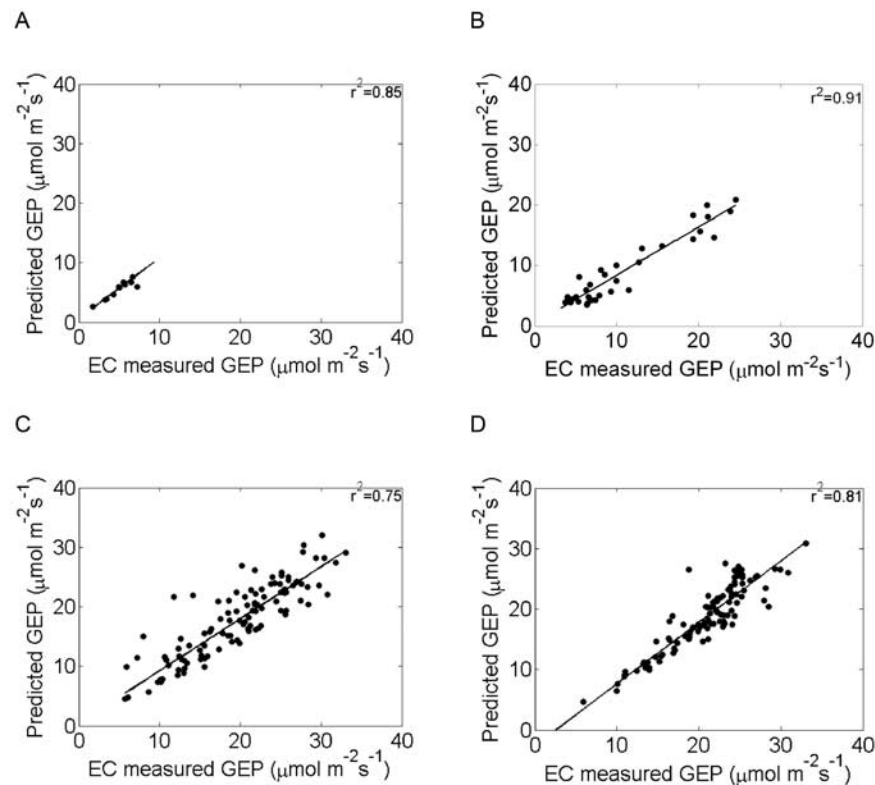 A
r²=0.85
Predicted GEP (μmol m⁻²s⁻¹)
40
30
20
10
0
0 10 20 30 40
EC measured GEP (μmol m⁻²s⁻¹)
B
r²=0.91
Predicted GEP (μmol m⁻²s⁻¹)
40
30
20
10
0
0 10 20 30 40
EC measured GEP (μmol m⁻²s⁻¹)
C
r²=0.75
Predicted GEP (μmol m⁻²s⁻¹)
40
30
20
10
0
0 10 20 30 40
EC measured GEP (μmol m⁻²s⁻¹)
D
r²=0.81
Predicted GEP (μmol m⁻²s⁻¹)
40
30
20
10
0
0 10 20 30 40
EC measured GEP (μmol m⁻²s⁻¹)